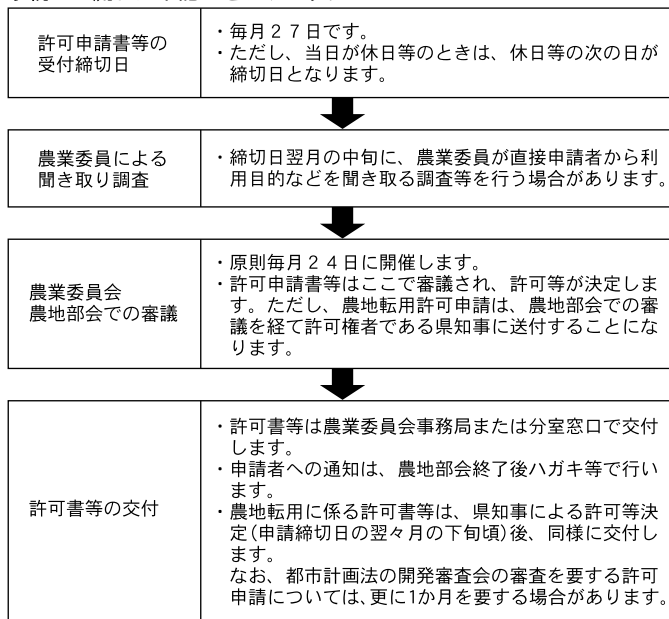 許可申請書等の
受付締切日
・毎月２７日です。
・ただし、当日が休日等のときは、休日等の次の日が
締切日となります。
農業委員による
聞き取り調査
・締切日翌月の中旬に、農業委員が直接申請者から利
用目的などを聞き取る調査等を行う場合があります。
農業委員会
農地部会での審議
・原則毎月２４日に開催します。
・許可申請書等はここで審議され、許可等が決定しま
す。ただし、農地転用許可申請は、農地部会での審
議を経て許可権者である県知事に送付することにな
ります。
許可書等の交付
・許可書等は農業委員会事務局または分室窓口で交付
します。
・申請者への通知は、農地部会終了後ハガキ等で行い
ます。
・農地転用に係る許可書等は、県知事による許可等決
定(申請締切日の翌々月の下旬頃)後、同様に交付し
ます。
なお、都市計画法の開発審査会の審査を要する許可
申請については、更に1か月を要する場合があります。